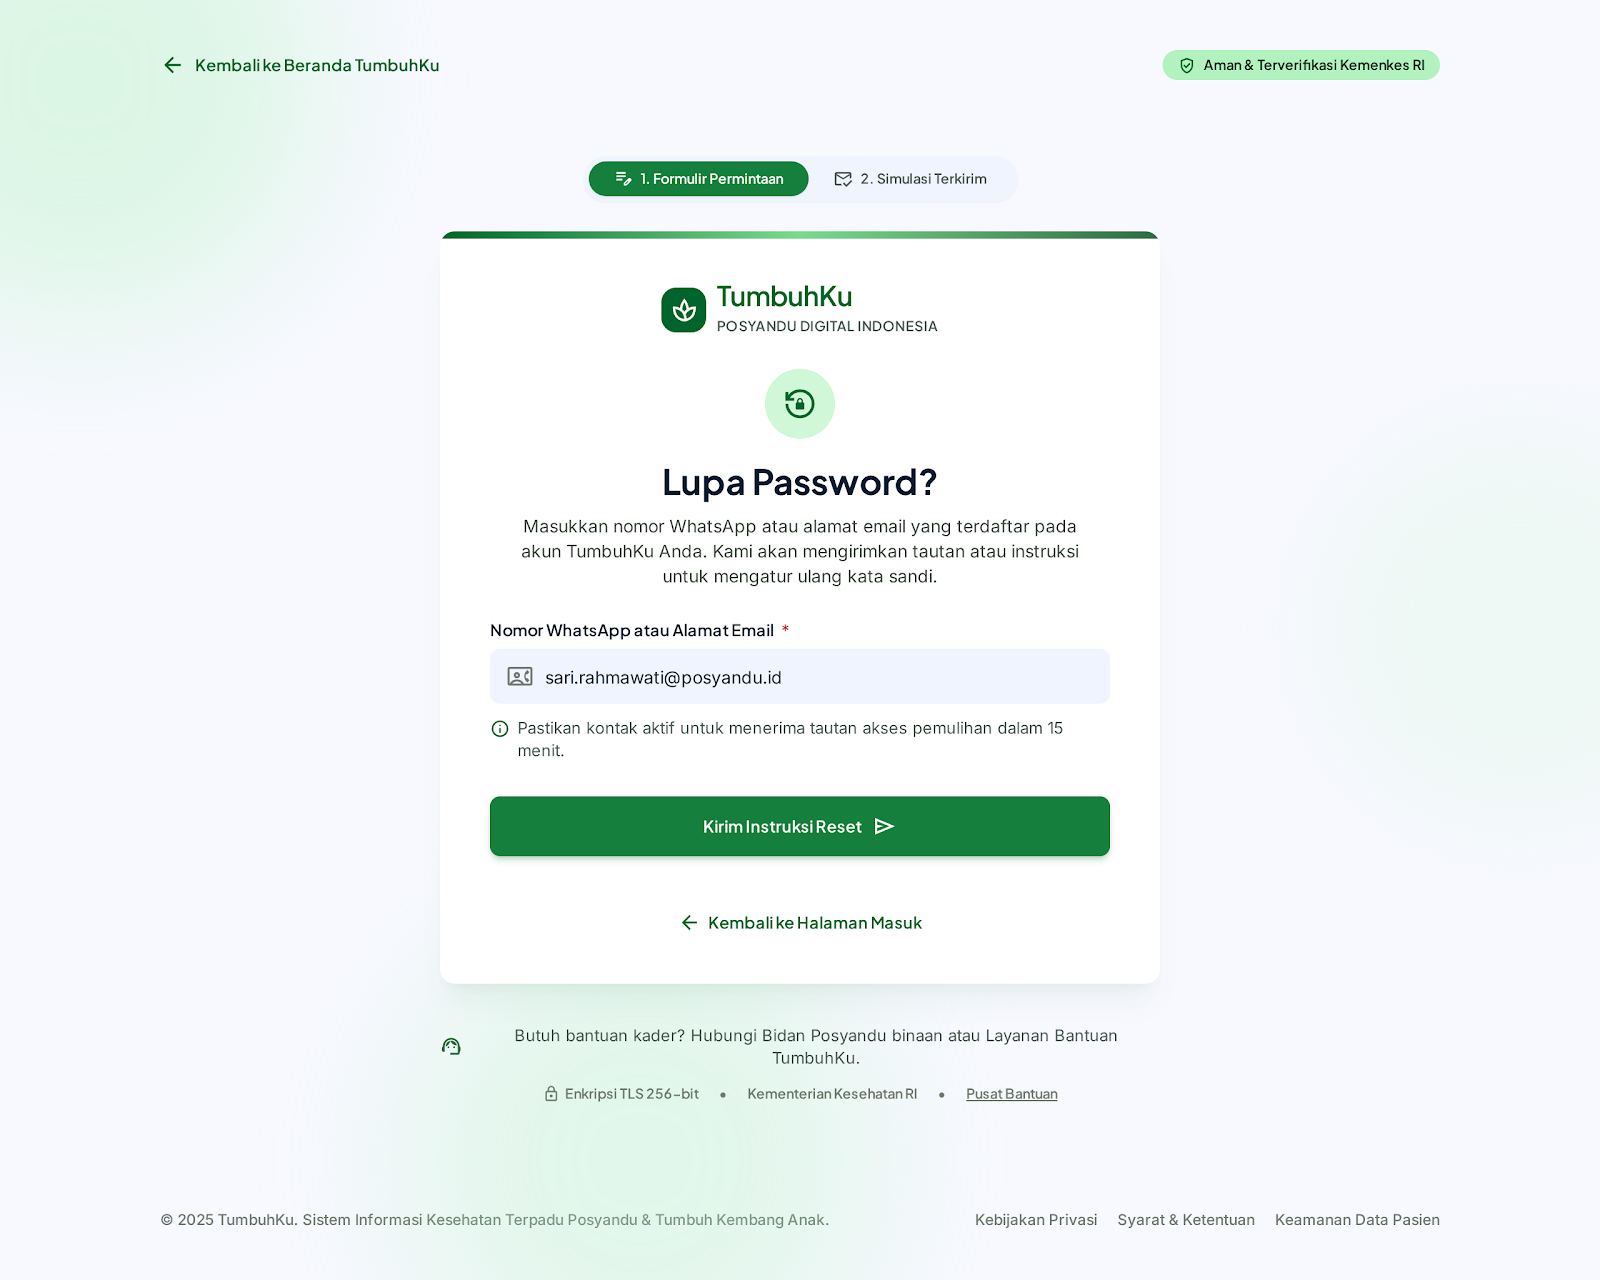 Kembali ke Beranda TumbuhKu
Aman & Terverifikasi Kemenkes RI
1. Formulir Permintaan
2. Simulasi Terkirim
TumbuhKu
POSYANDU DIGITAL INDONESIA
Lupa Password?
Masukkan nomor WhatsApp atau alamat email yang terdaftar pada
akun TumbuhKu Anda. Kami akan mengirimkan tautan atau instruksi
untuk mengatur ulang kata sandi.
Nomor WhatsApp atau Alamat Email *
sari.rahmawati@posyandu.id
Pastikan kontak aktif untuk menerima tautan akses pemulihan dalam 15
menit.
Kirim Instruksi Reset
Kembali ke Halaman Masuk
Butuh bantuan kader? Hubungi Bidan Posyandu binaan atau Layanan Bantuan
TumbuhKu.
Enkripsi TLS 256-bit • Kementerian Kesehatan RI • Pusat Bantuan
© 2025 TumbuhKu. Sistem Informasi Kesehatan Terpadu Posyandu & Tumbuh Kembang Anak.
Kebijakan Privasi Syarat & Ketentuan Keamanan Data Pasien